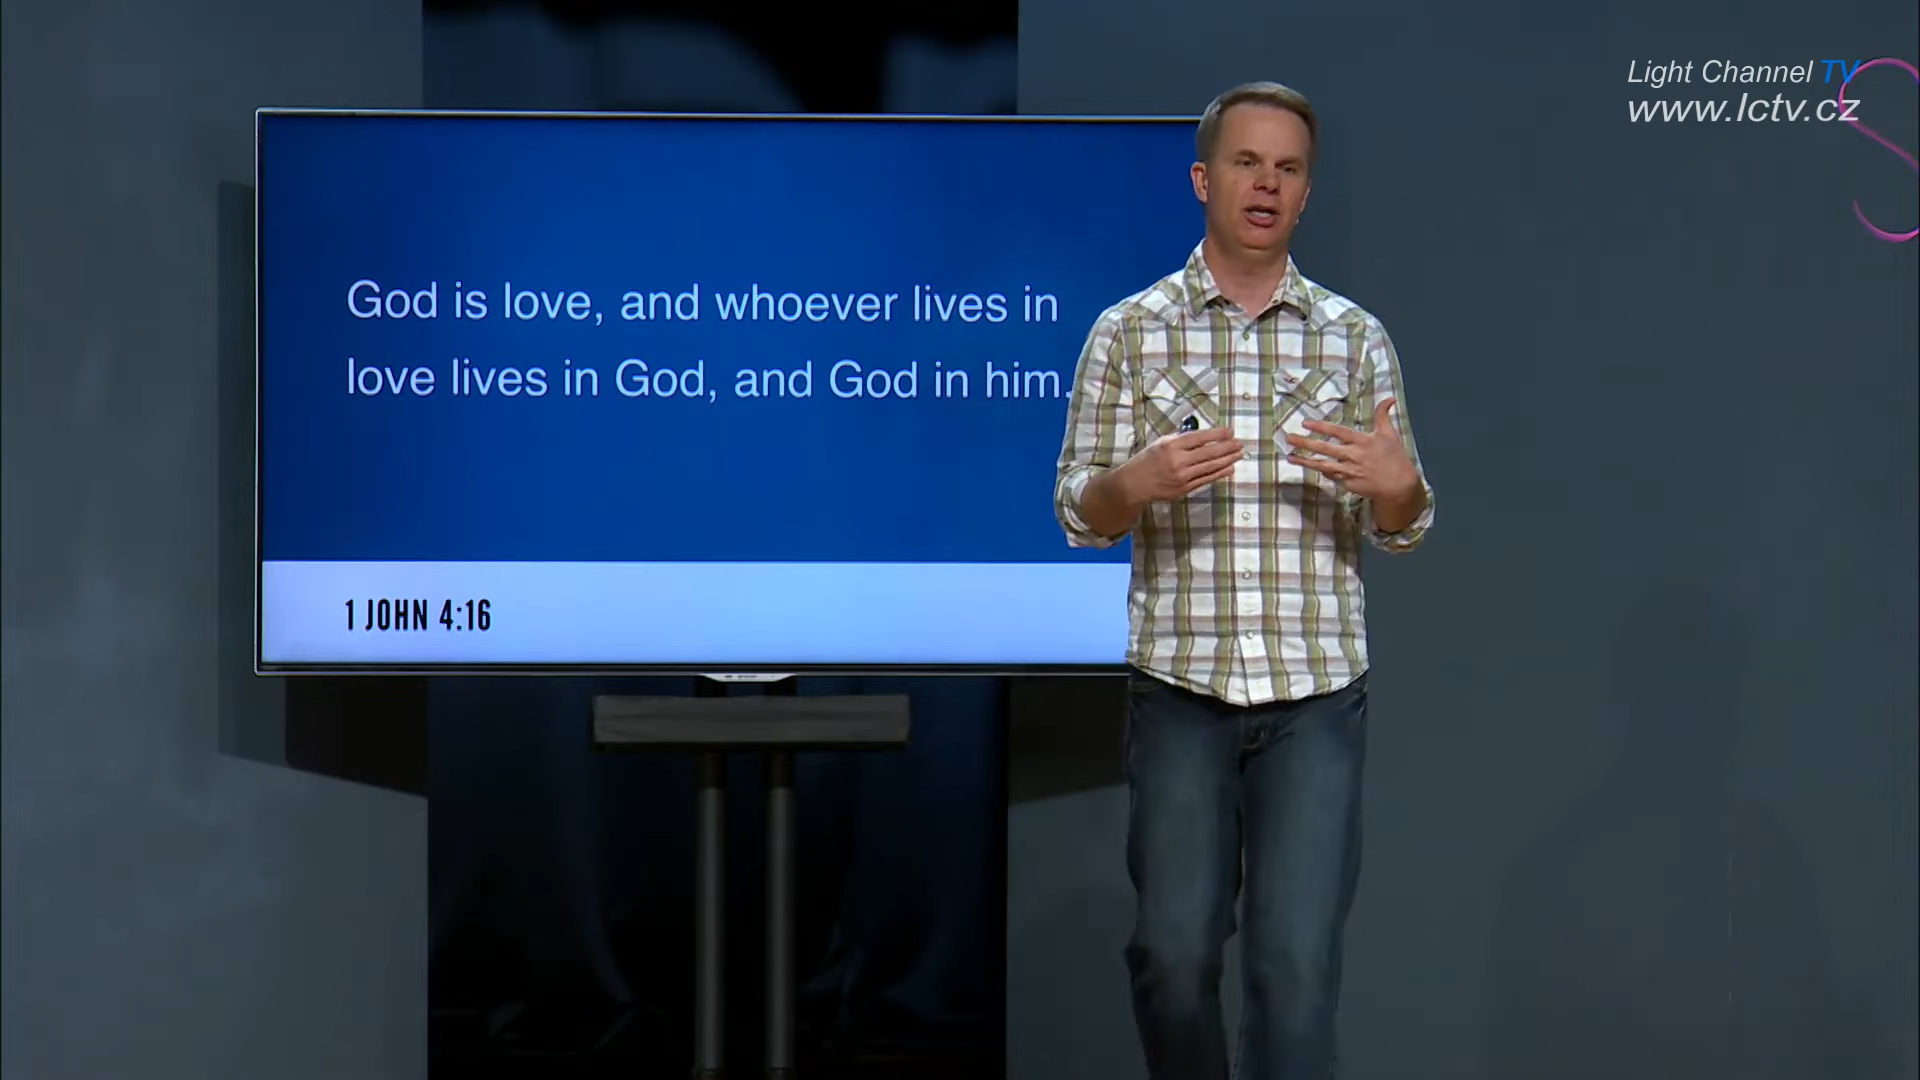 Light Channel TV
www.lctv.cz
God is love, and whoever lives in
love lives in God, and God in him.
1 JOHN 4:16